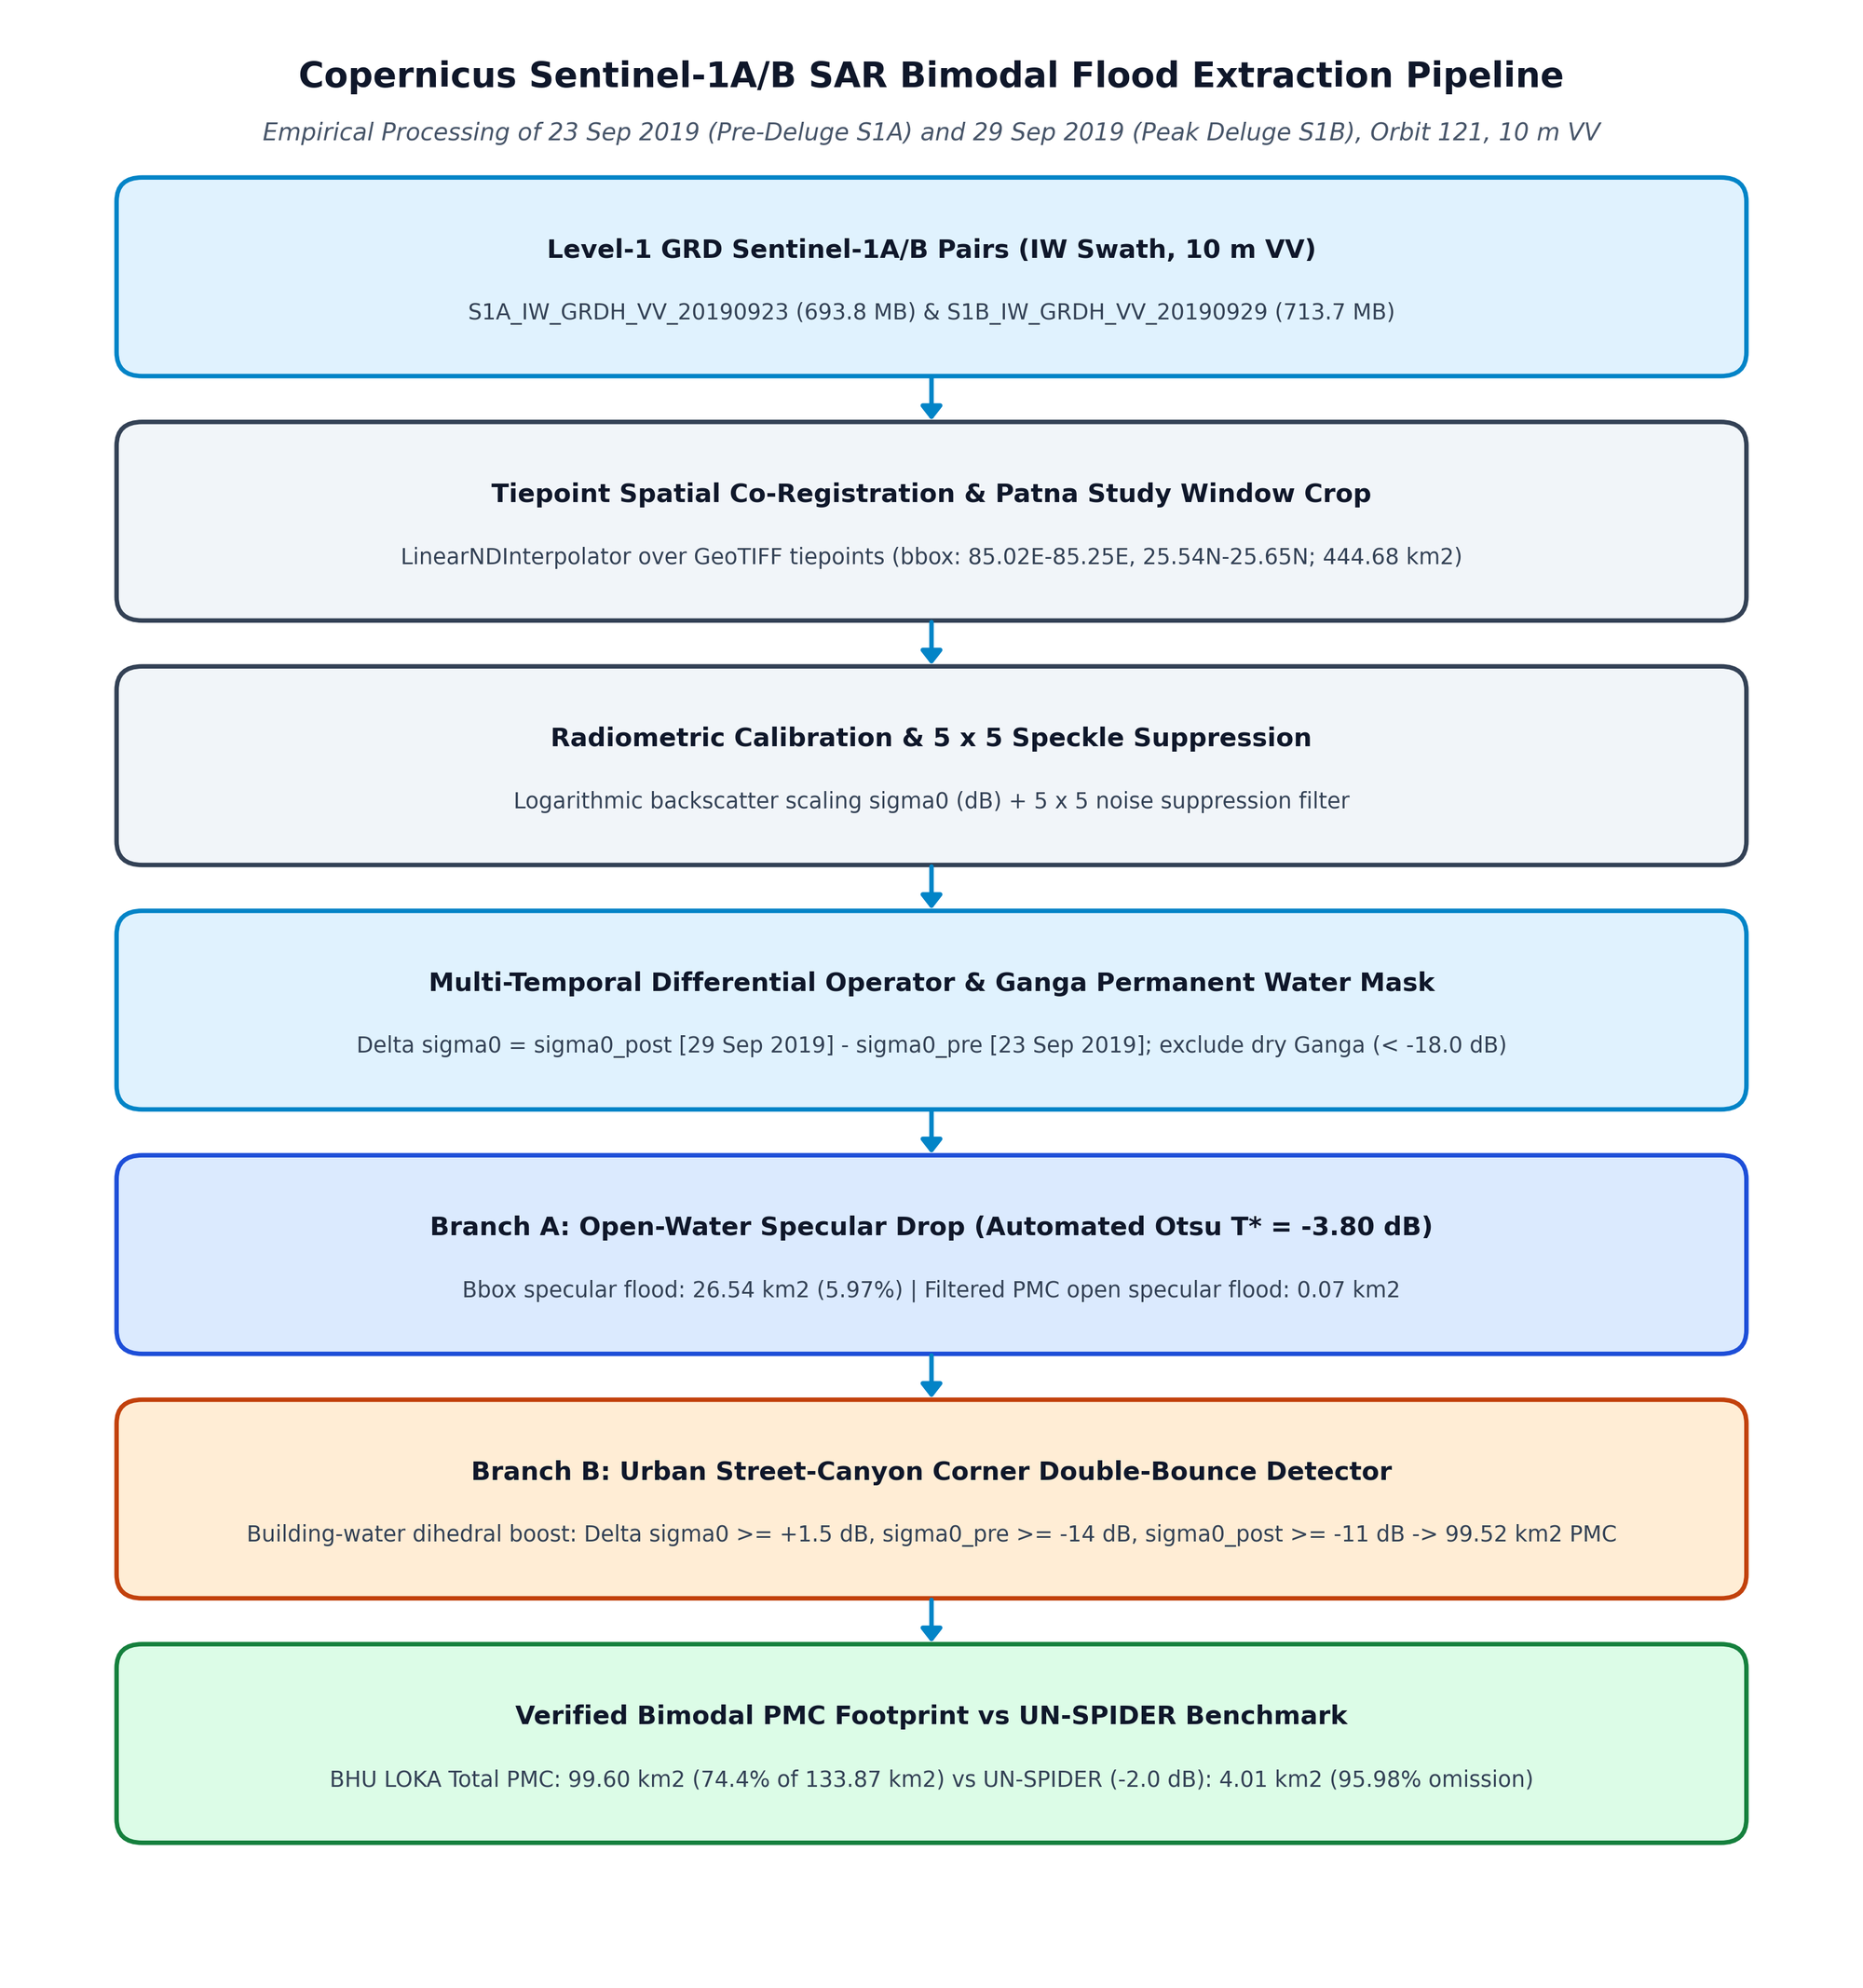 Copernicus Sentinel-1A/B SAR Bimodal Flood Extraction Pipeline
Empirical Processing of 23 Sep 2019 (Pre-Deluge S1A) and 29 Sep 2019 (Peak Deluge S1B), Orbit 121, 10 m VV
Level-1 GRD Sentinel-1A/B Pairs (IW Swath, 10 m VV)
S1A_IW_GRDH_VV_20190923 (693.8 MB) & S1B_IW_GRDH_VV_20190929 (713.7 MB)
Tiepoint Spatial Co-Registration & Patna Study Window Crop
LinearNDInterpolator over GeoTIFF tiepoints (bbox: 85.02E-85.25E, 25.54N-25.65N; 444.68 km2)
Radiometric Calibration & 5 x 5 Speckle Suppression
Logarithmic backscatter scaling sigma0 (dB) + 5 x 5 noise suppression filter
Multi-Temporal Differential Operator & Ganga Permanent Water Mask
Delta sigma0 = sigma0_post [29 Sep 2019] - sigma0_pre [23 Sep 2019]; exclude dry Ganga (< -18.0 dB)
Branch A: Open-Water Specular Drop (Automated Otsu T* = -3.80 dB)
Bbox specular flood: 26.54 km2 (5.97%) | Filtered PMC open specular flood: 0.07 km2
Branch B: Urban Street-Canyon Corner Double-Bounce Detector
Building-water dihedral boost: Delta sigma0 >= +1.5 dB, sigma0_pre >= -14 dB, sigma0_post >= -11 dB -> 99.52 km2 PMC
Verified Bimodal PMC Footprint vs UN-SPIDER Benchmark
BHU LOKA Total PMC: 99.60 km2 (74.4% of 133.87 km2) vs UN-SPIDER (-2.0 dB): 4.01 km2 (95.98% omission)